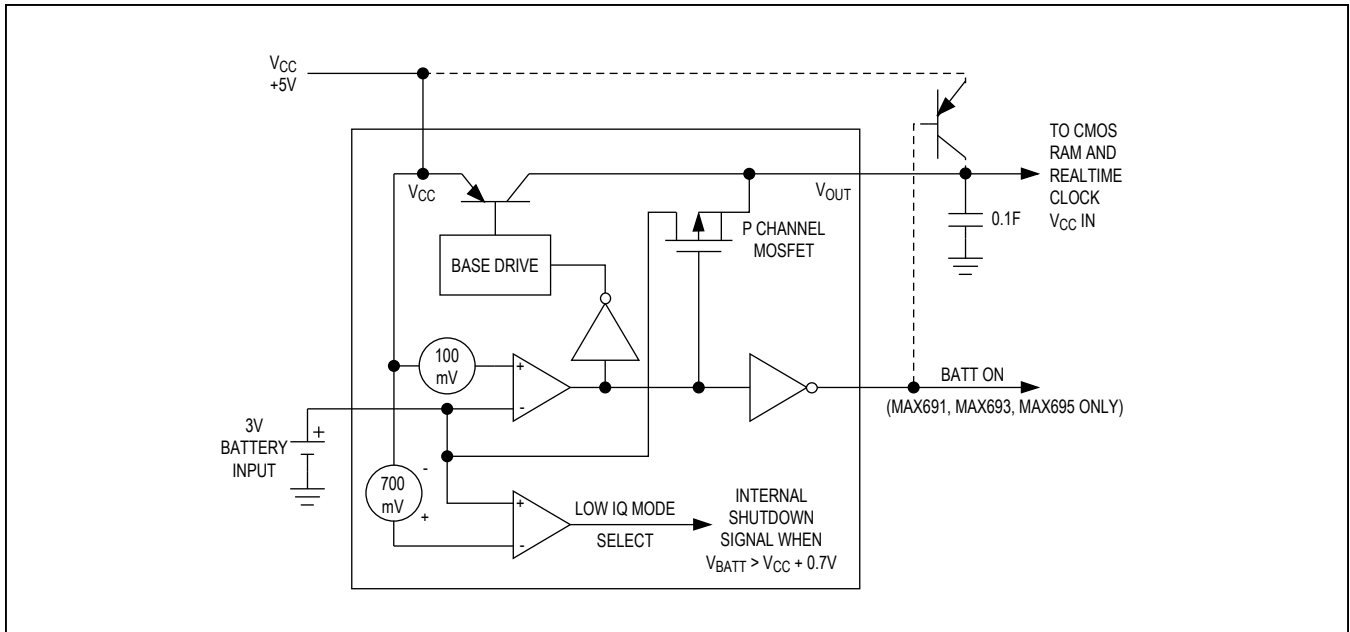 VCC
+5V
TO CMOS
RAM AND
REALTIME
CLOCK
VCC IN
VCC
VOUT
0.1F
P CHANNEL
MOSFET
BASE DRIVE
100
mV
+
-
BATT ON
(MAX691, MAX693, MAX695 ONLY)
3V
BATTERY
INPUT
+
700
mV
-
+
+
-
LOW IQ MODE
SELECT
INTERNAL
SHUTDOWN
SIGNAL WHEN
VBATT > VCC + 0.7V